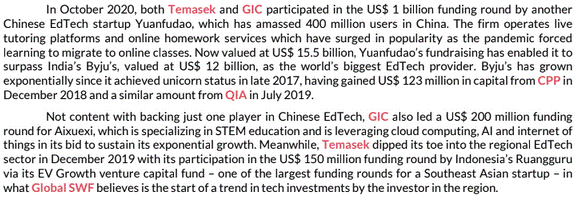 In October 2020, both Temasek and GIC participated in the US$ 1 billion funding round by another
Chinese EdTech startup Yuanfudao, which has amassed 400 million users in China. The firm operates live
tutoring platforms and online homework services which have surged in popularity as the pandemic forced
learning to migrate to online classes. Now valued at US$ 15.5 billion, Yuanfudao's fundraising has enabled it to
surpass India's Byju's, valued at US$ 12 billion, as the world's biggest EdTech provider. Byju's has grown
exponentially since it achieved unicorn status in late 2017, having gained US$ 123 million in capital from CPP in
December 2018 and a similar amount from QIA in July 2019.
Not content with backing just one player in Chinese EdTech, GIC also led a US$ 200 million funding
round for Aixuexi, which is specializing in STEM education and is leveraging cloud computing, AI and internet of
things in its bid to sustain its exponential growth. Meanwhile, Temasek dipped its toe into the regional EdTech
sector in December 2019 with its participation in the US$ 150 million funding round by Indonesia's Ruangguru
via its EV Growth venture capital fund – one of the largest funding rounds for a Southeast Asian startup – in
what Global SWF believes is the start of a trend in tech investments by the investor in the region.